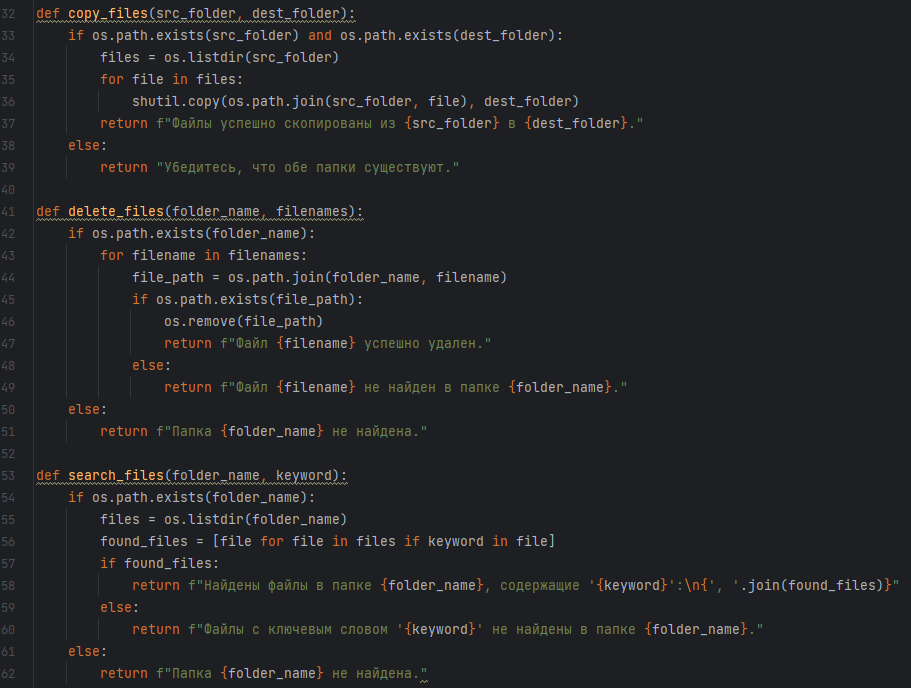 32 def copy_files(src_folder, dest_folder):
33     if os.path.exists(src_folder) and os.path.exists(dest_folder):
34         files = os.listdir(src_folder)
35         for file in files:
36             shutil.copy(os.path.join(src_folder, file), dest_folder)
37         return f"Файлы успешно скопированы из {src_folder} в {dest_folder}."
38     else:
39         return "Убедитесь, что обе папки существуют."
40
41 def delete_files(folder_name, filenames):
42     if os.path.exists(folder_name):
43         for filename in filenames:
44             file_path = os.path.join(folder_name, filename)
45             if os.path.exists(file_path):
46                 os.remove(file_path)
47                 return f"Файл {filename} успешно удален."
48             else:
49                 return f"Файл {filename} не найден в папке {folder_name}."
50     else:
51         return f"Папка {folder_name} не найдена."
52
53 def search_files(folder_name, keyword):
54     if os.path.exists(folder_name):
55         files = os.listdir(folder_name)
56         found_files = [file for file in files if keyword in file]
57         if found_files:
58             return f"Найдены файлы в папке {folder_name}, содержащие '{keyword}':\n{', '.join(found_files)}"
59         else:
60             return f"Файлы с ключевым словом '{keyword}' не найдены в папке {folder_name}."
61     else:
62         return f"Папка {folder_name} не найдена."